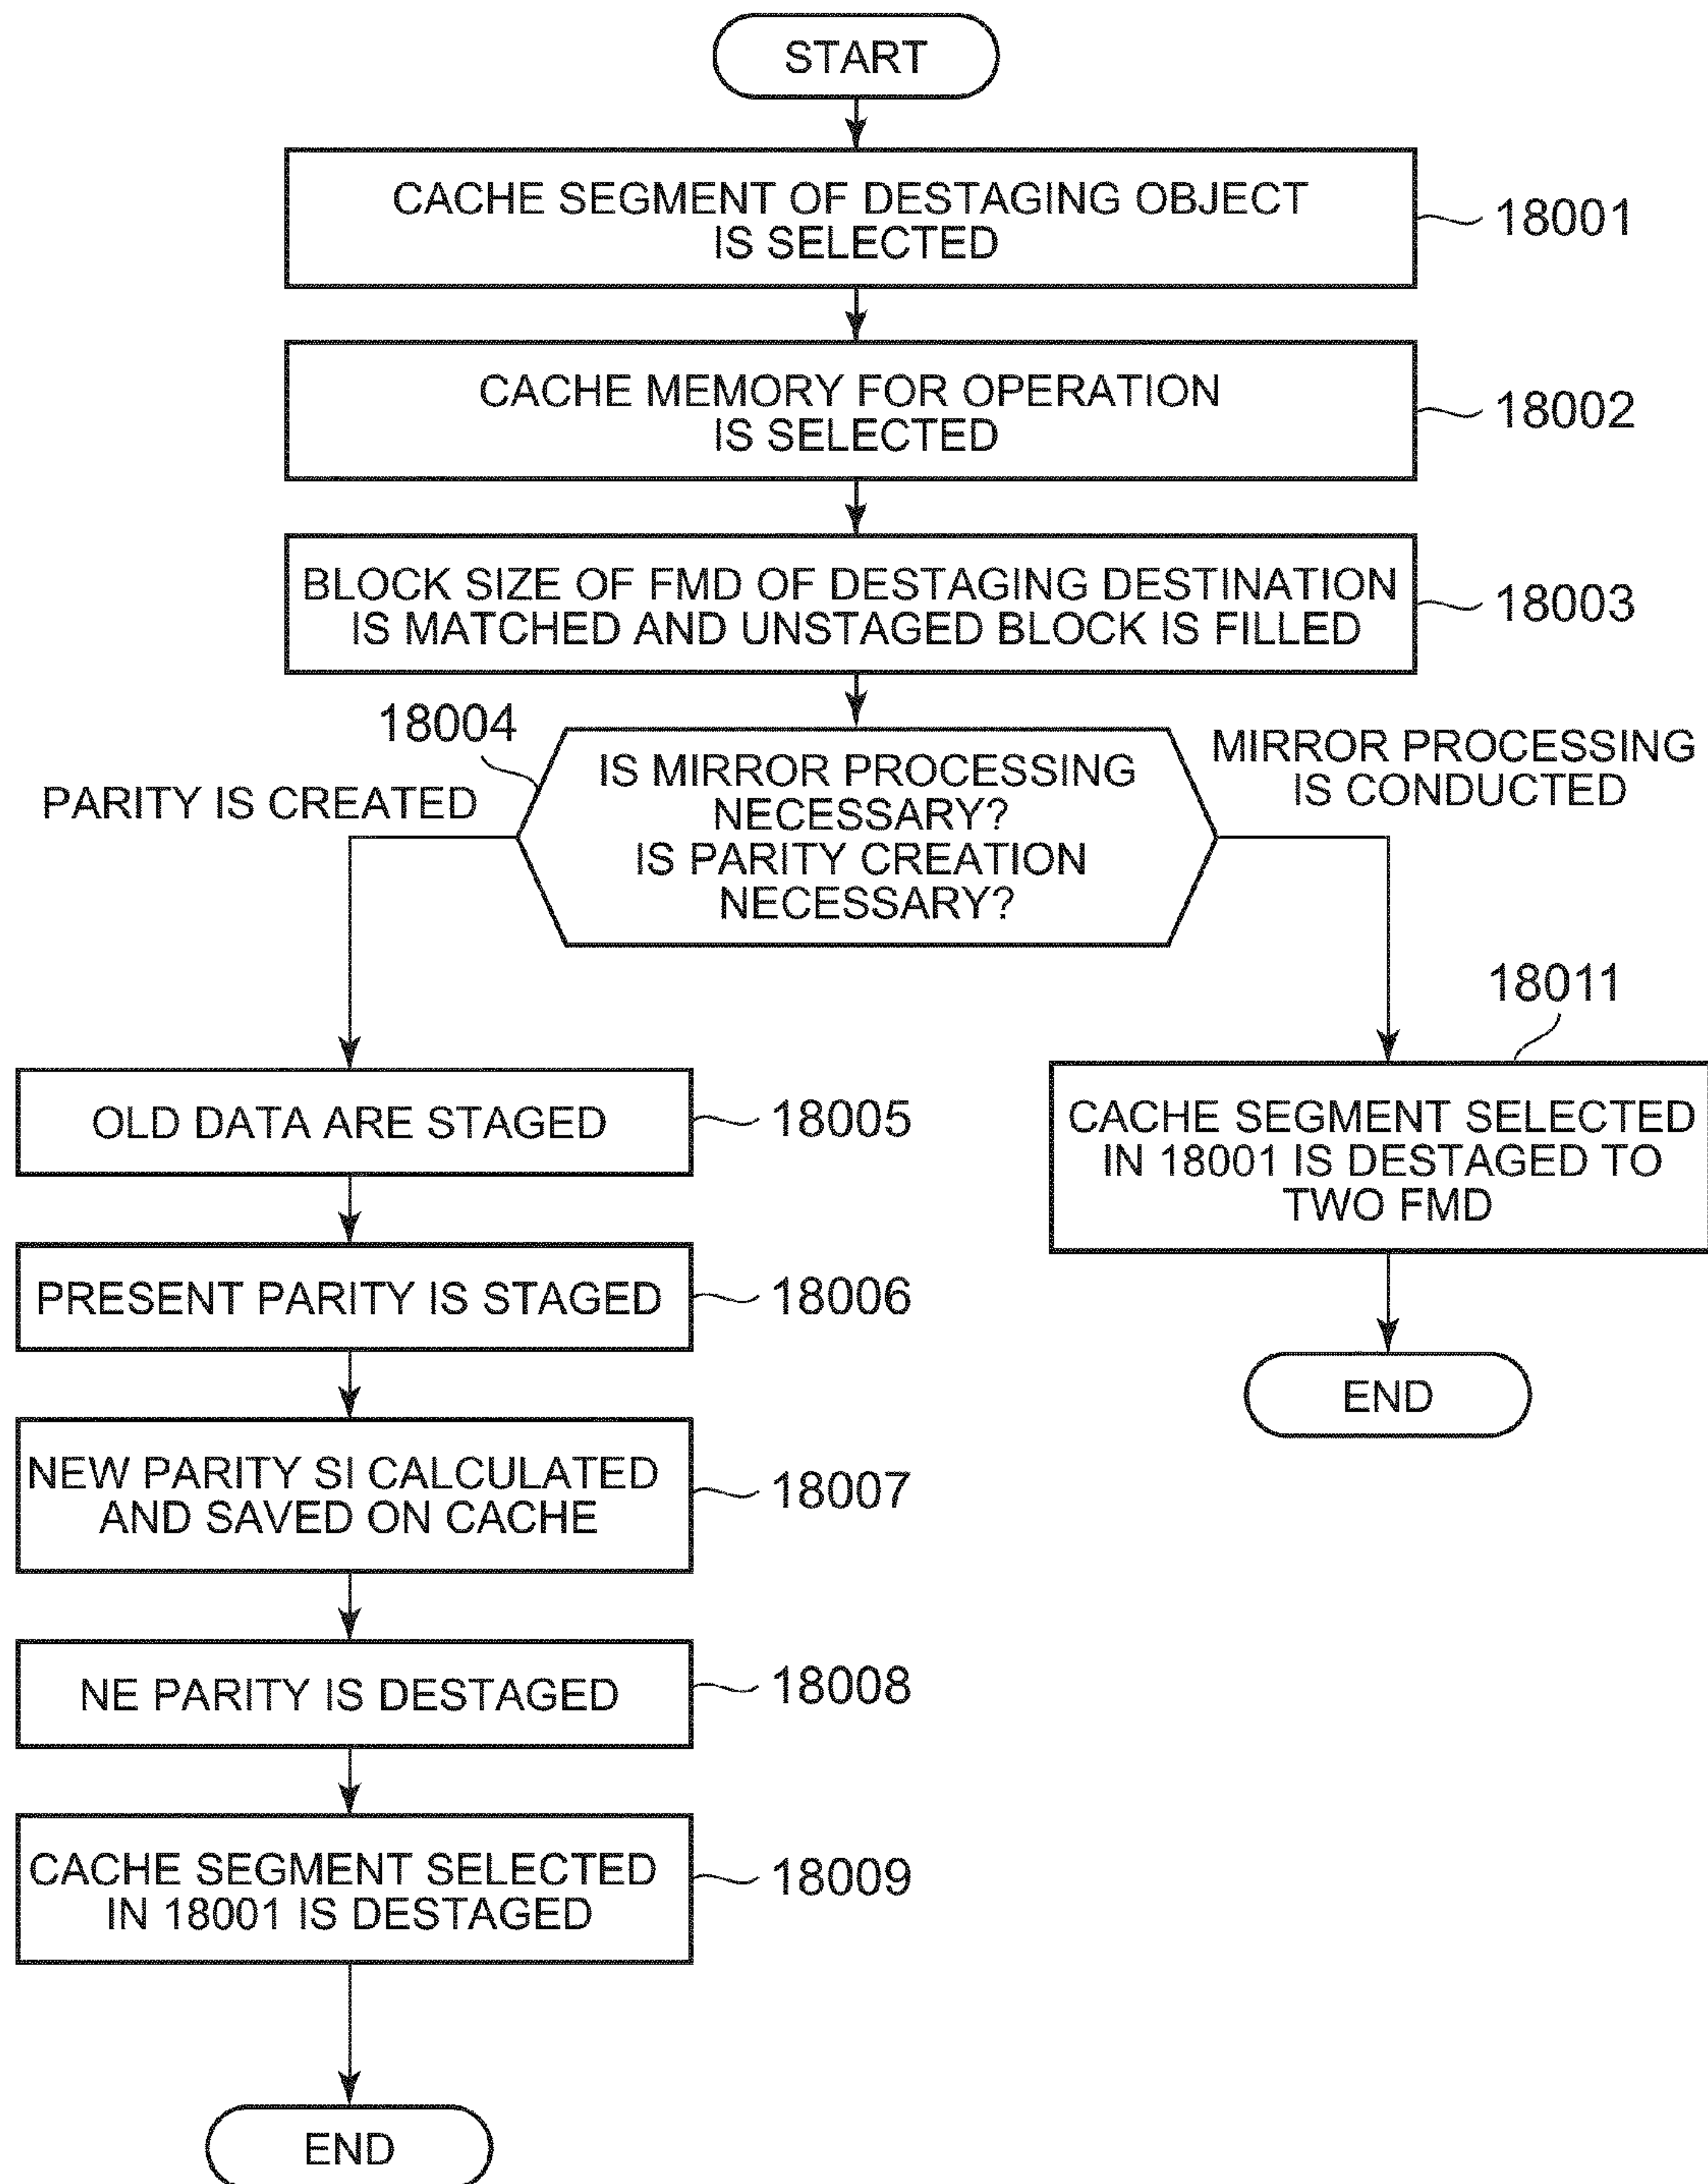 START
CACHE SEGMENT OF DESTAGING OBJECT
IS SELECTED
18001
CACHE MEMORY FOR OPERATION
IS SELECTED
18002
BLOCK SIZE OF FMD OF DESTAGING DESTINATION
IS MATCHED AND UNSTAGED BLOCK IS FILLED
18003
18004
IS MIRROR PROCESSING
NECESSARY?
IS PARITY CREATION
NECESSARY?
PARITY IS CREATED
MIRROR PROCESSING
IS CONDUCTED
OLD DATA ARE STAGED
18005
PRESENT PARITY IS STAGED
18006
NEW PARITY SI CALCULATED
AND SAVED ON CACHE
18007
NE PARITY IS DESTAGED
18008
CACHE SEGMENT SELECTED
IN 18001 IS DESTAGED
18009
END
18011
CACHE SEGMENT SELECTED
IN 18001 IS DESTAGED TO
TWO FMD
END